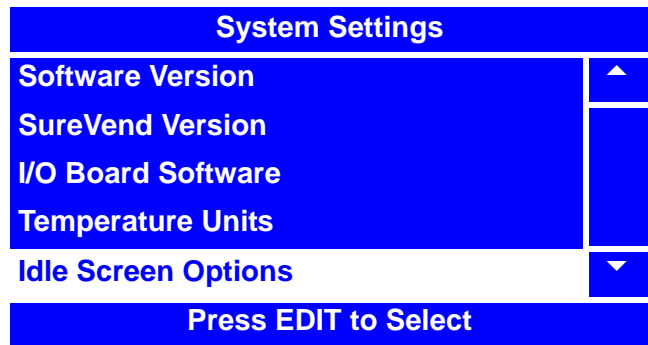 System Settings
Software Version
SureVend Version
I/O Board Software
Temperature Units
Idle Screen Options
Press EDIT to Select